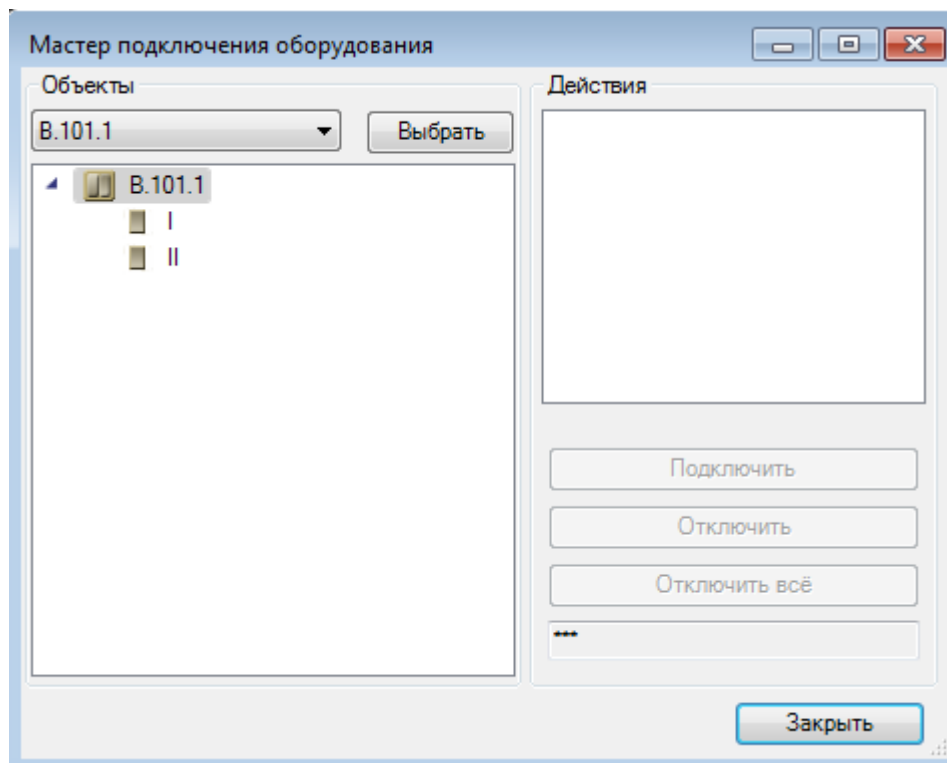 Мастер подключения оборудования
Объекты
Действия
В.101.1
Выбрать
В.101.1
I
II
Подключить
Отключить
Отключить всё
***
Закрыть